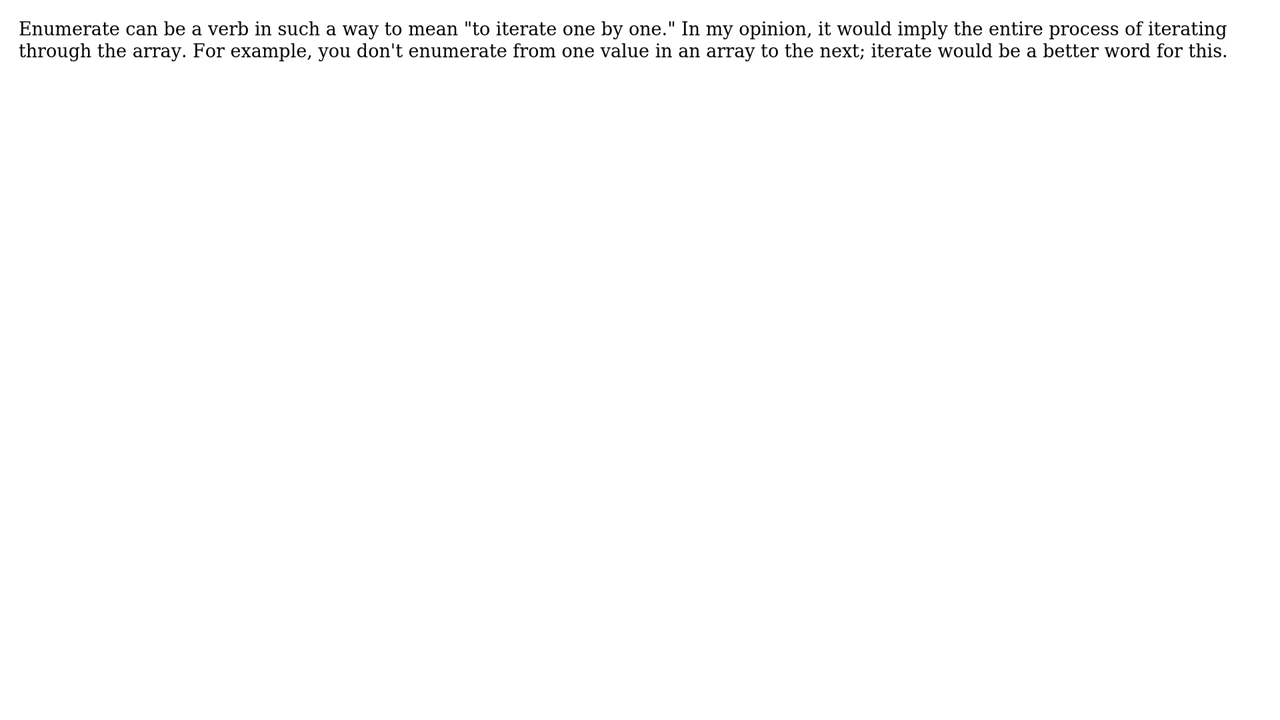 Enumerate can be a verb in such a way to mean "to iterate one by one." In my opinion, it would imply the entire process of iterating
through the array. For example, you don't enumerate from one value in an array to the next; iterate would be a better word for this.